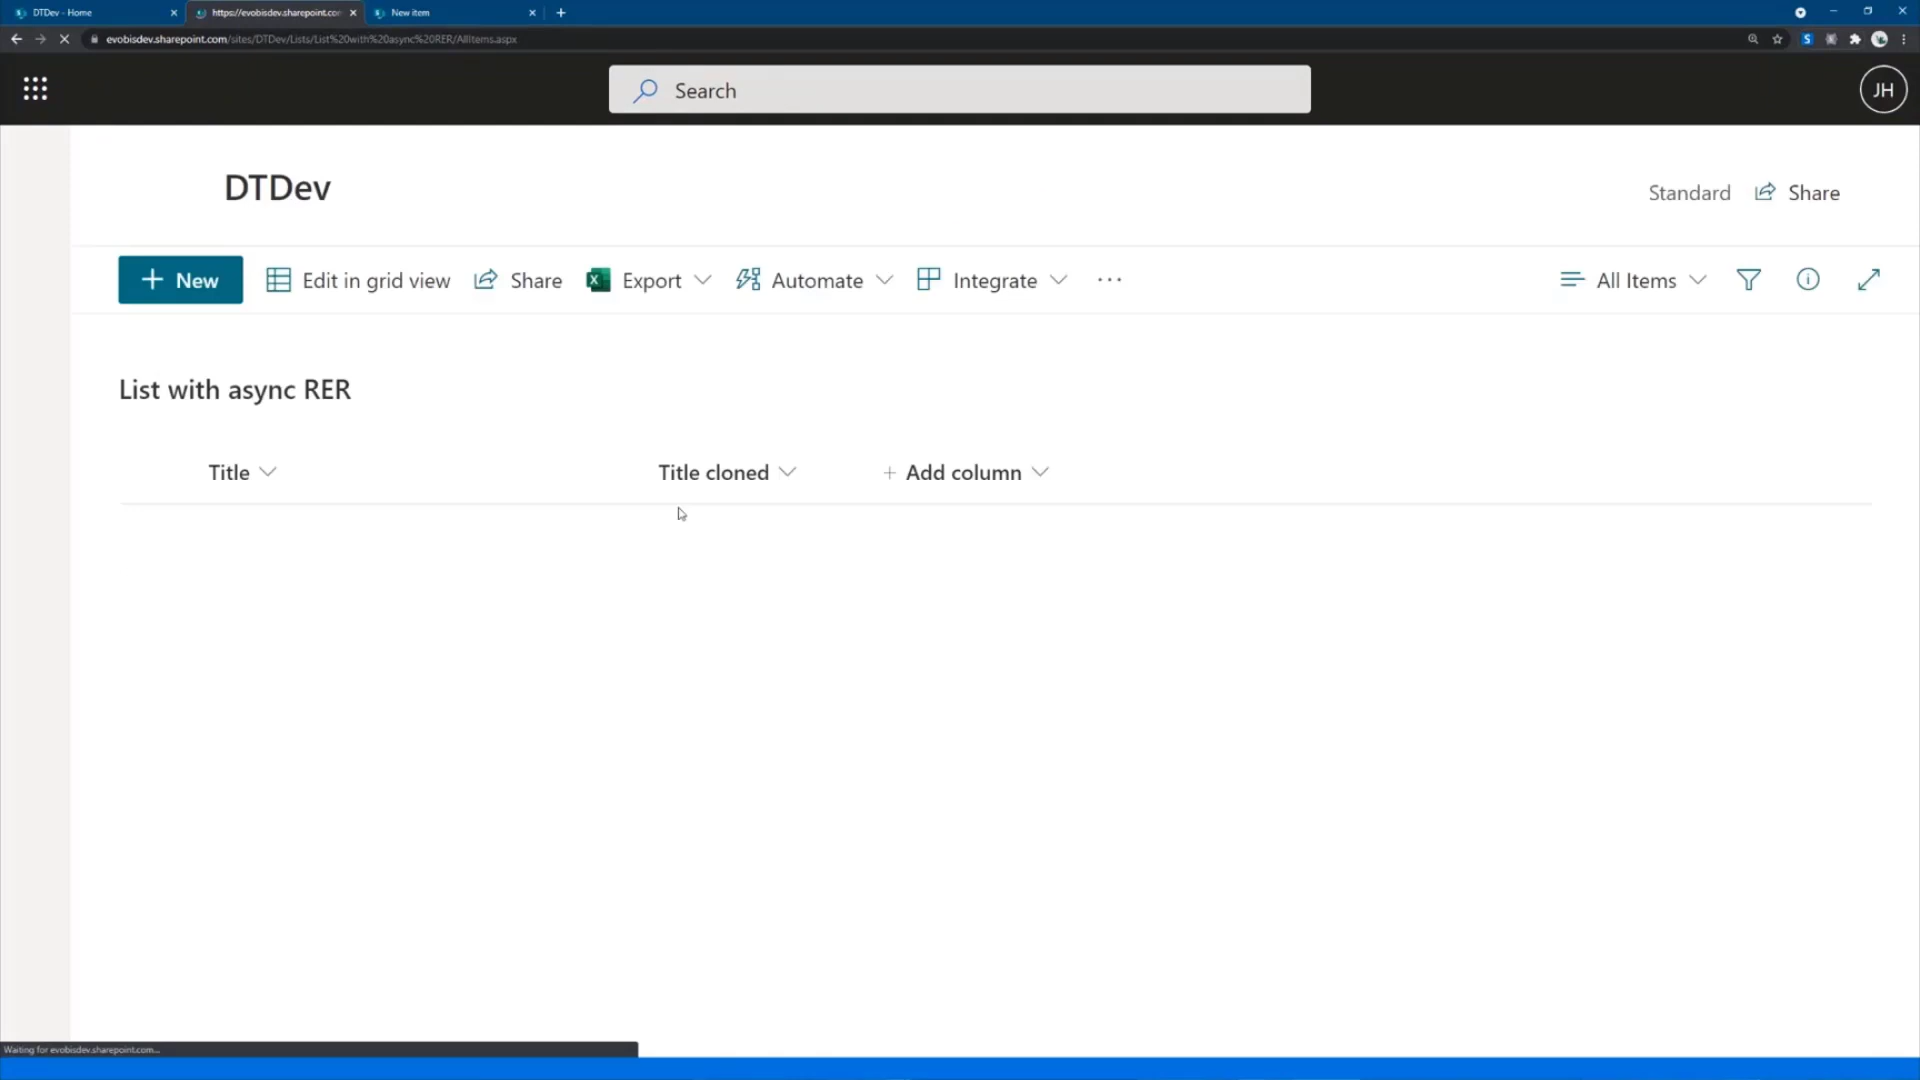 DTDev - Home
https://evobisdev.sharepoint.co
New item
evobisdev.sharepoint.com/sites/DTDev/Lists/List%20with%20async%20RER/AllItems.aspx
S
Search
JH
DTDev
Standard
Share
New
Edit in grid view
Share
Export
Automate
Integrate
All Items
List with async RER
Title
Title cloned
Add column
Waiting for evobisdev.sharepoint.com...